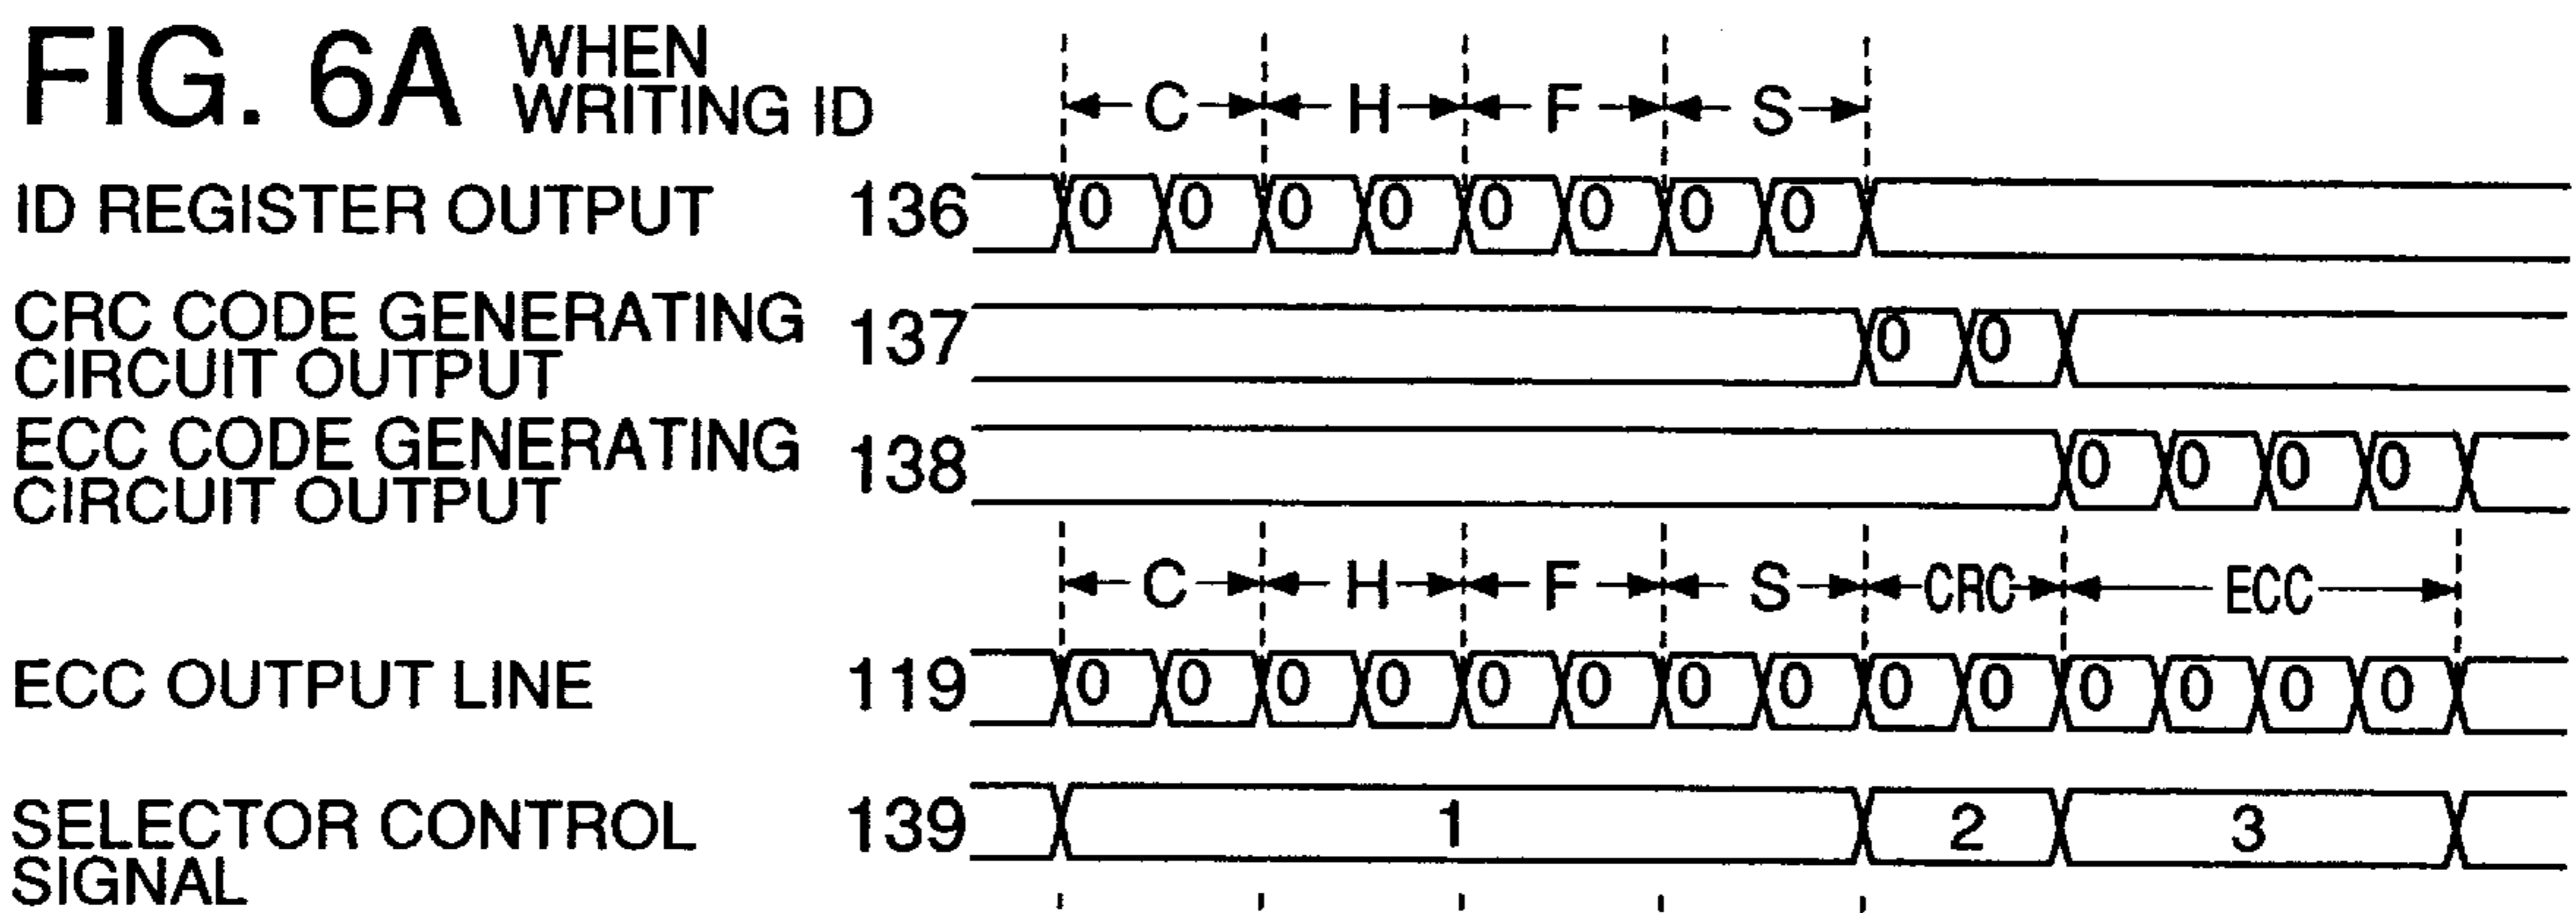 FIG. 6A WHEN
WRITING ID
C H F S
ID REGISTER OUTPUT 136 0 0 0 0 0 0 0 0
CRC CODE GENERATING
CIRCUIT OUTPUT 137 0 0
ECC CODE GENERATING
CIRCUIT OUTPUT 138 0 0 0 0
C H F S CRC ECC
ECC OUTPUT LINE 119 0 0 0 0 0 0 0 0 0 0 0 0 0 0
SELECTOR CONTROL
SIGNAL 139 1 2 3